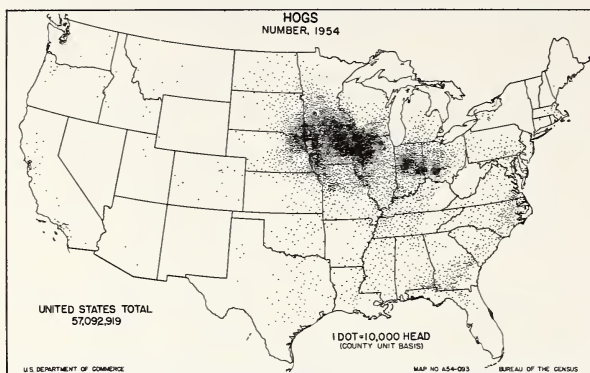 HOGS
NUMBER, 1954
UNITED STATES TOTAL
57,092,919
1 DOT=10,000 HEAD
(COUNTY UNIT BASIS)
U.S. DEPARTMENT OF COMMERCE
MAP NO. A54-093
BUREAU OF THE CENSUS